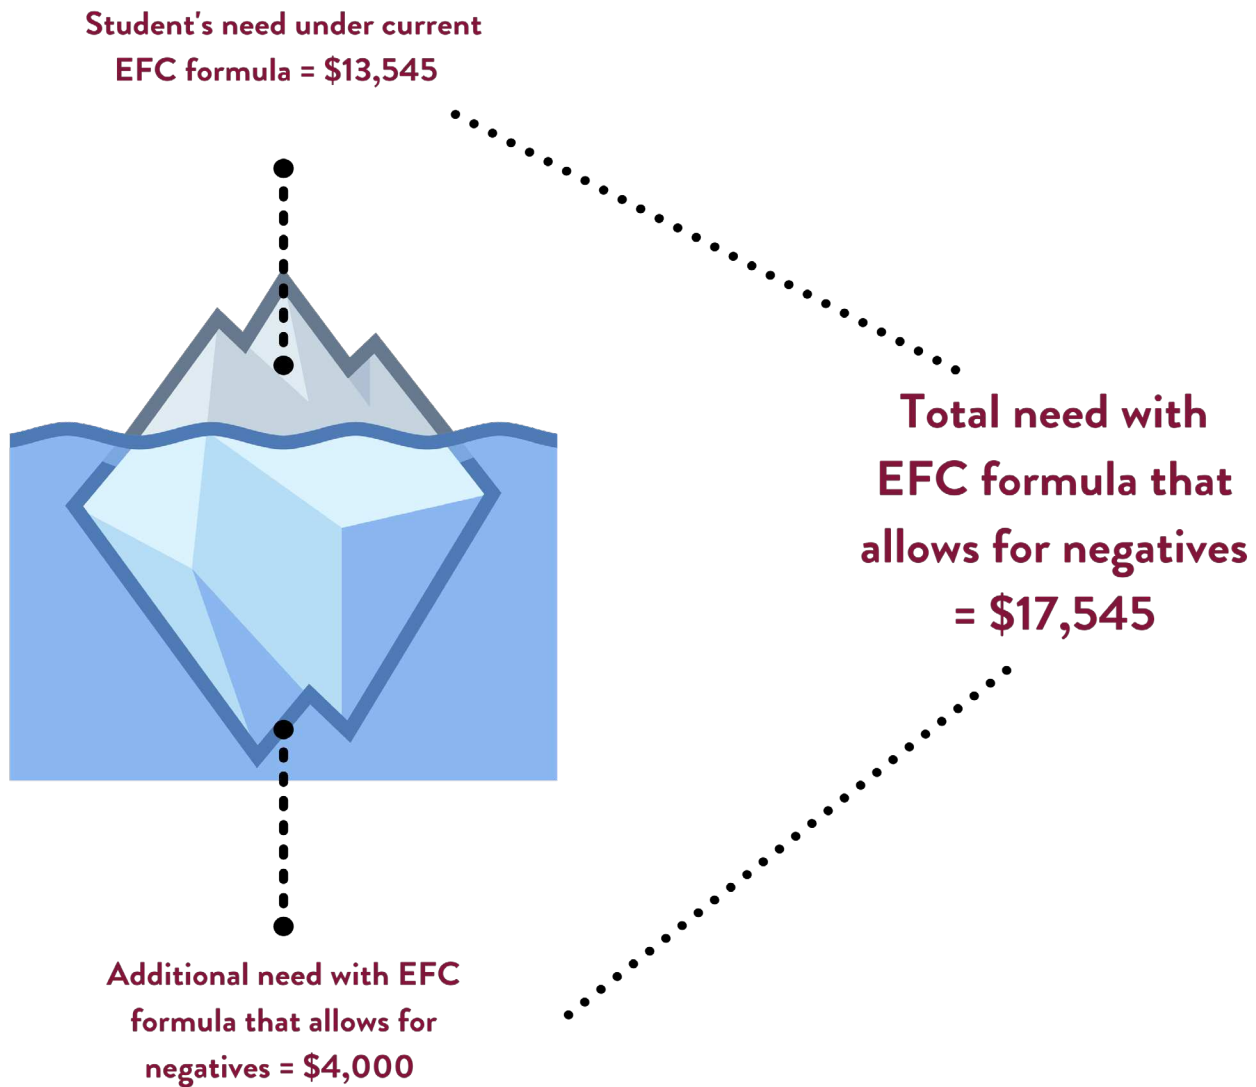 Student's need under current
EFC formula = $13,545
Total need with
EFC formula that
allows for negatives
= $17,545
Additional need with EFC
formula that allows for
negatives = $4,000